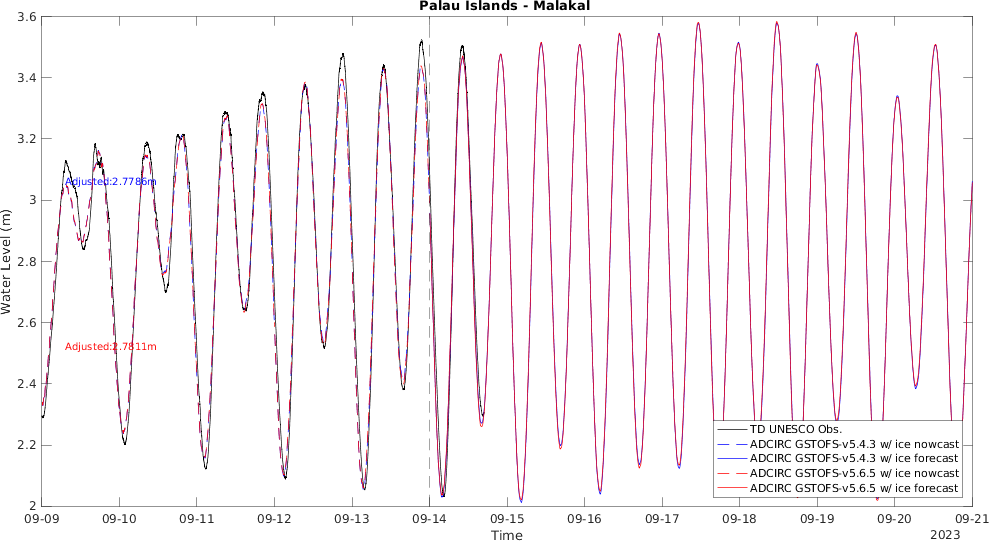 Palau Islands - Malakal
Water Level (m)
3.6
3.4
3.2
3
2.8
2.6
2.4
2.2
2
Adjusted:2.7786m
Adjusted:2.7811m
TD UNESCO Obs.
ADCIRC GSTOFS-v5.4.3 w/ ice nowcast
ADCIRC GSTOFS-v5.4.3 w/ ice forecast
ADCIRC GSTOFS-v5.6.5 w/ ice nowcast
ADCIRC GSTOFS-v5.6.5 w/ ice forecast
09-09 09-10 09-11 09-12 09-13 09-14 09-15 09-16 09-17 09-18 09-19 09-20 09-21
Time
2023